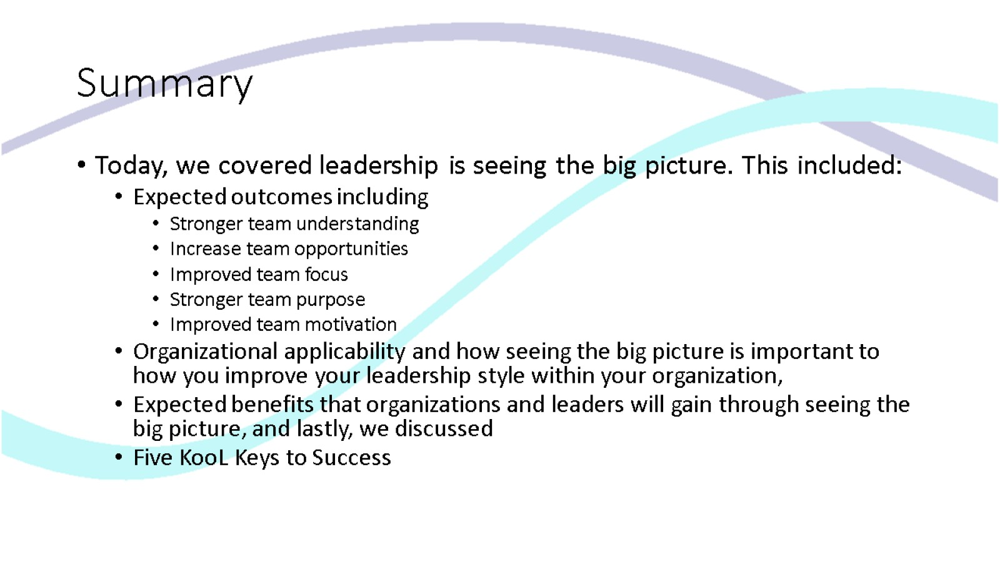 Summary
• Today, we covered leadership is seeing the big picture. This included:
• Expected outcomes including
• Stronger team understanding
• Increase team opportunities
• Improved team focus
• Stronger team purpose
• Improved team motivation
• Organizational applicability and how seeing the big picture is important to
how you improve your leadership style within your organization,
• Expected benefits that organizations and leaders will gain through seeing the
big picture, and lastly, we discussed
• Five KooL Keys to Success